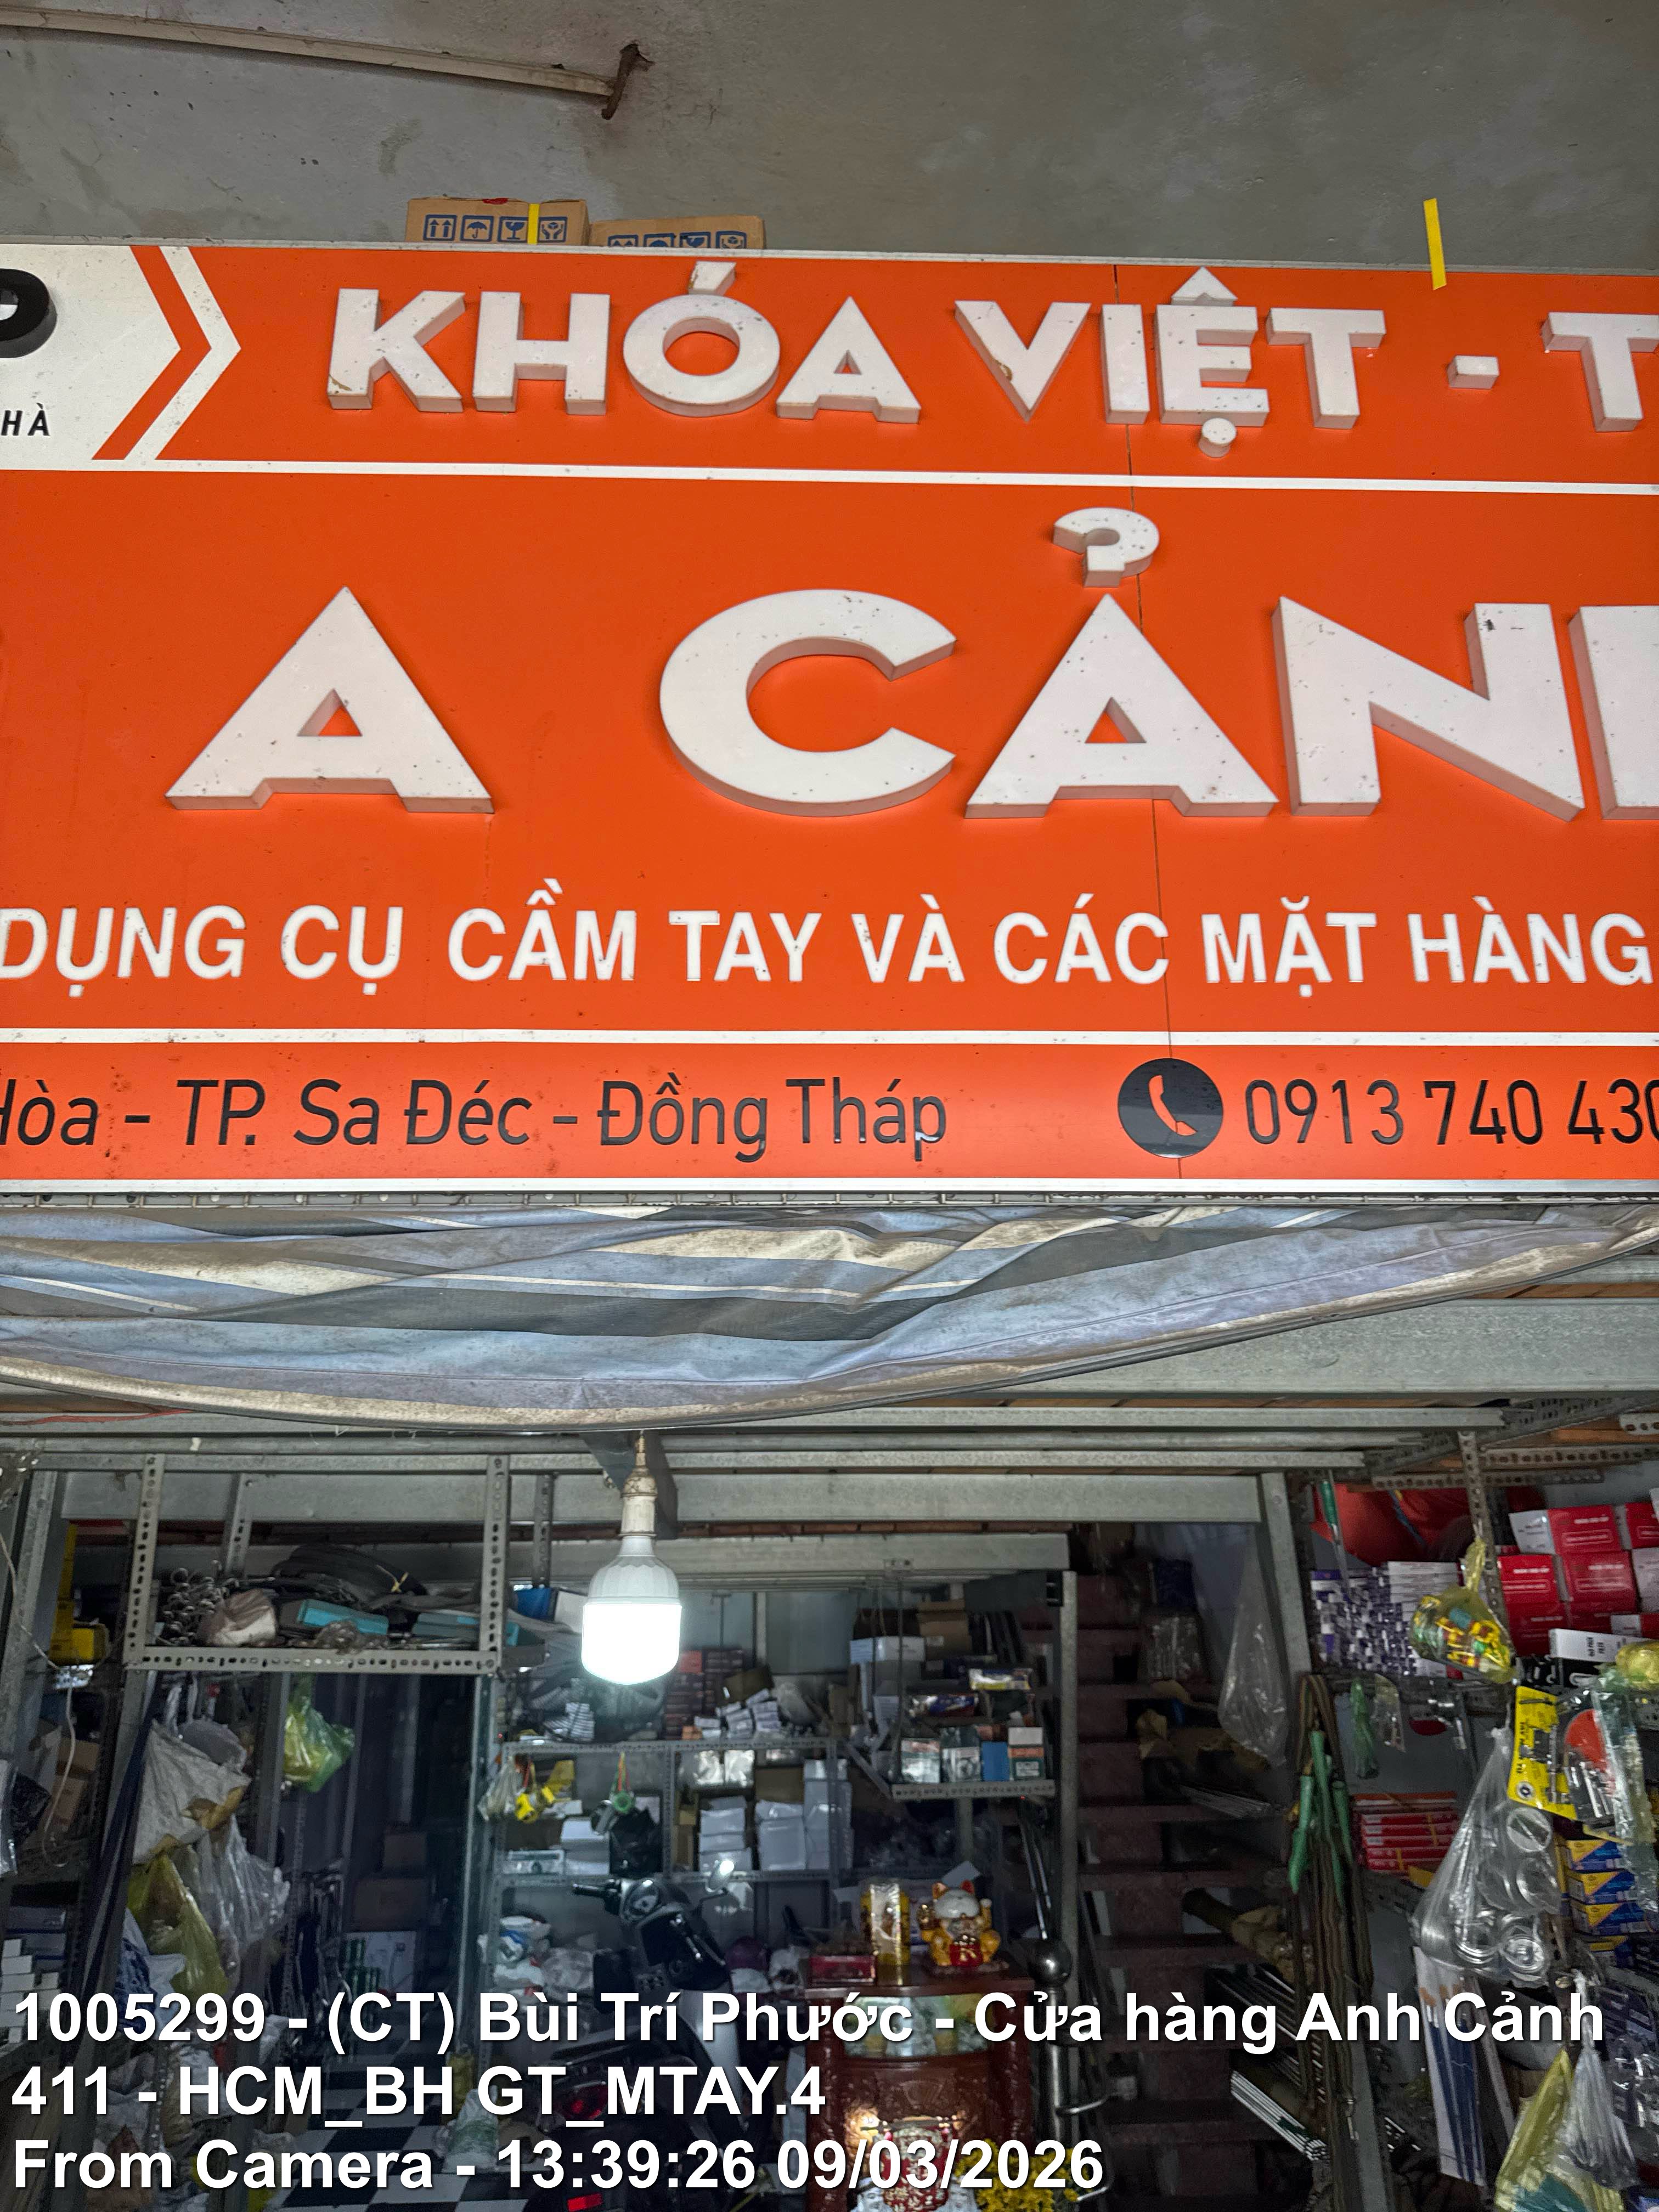 HÀ
KHÓA VIỆT - T
A CẢN
DỤNG CỤ CẦM TAY VÀ CÁC MẶT HÀNG
Hòa - TP. Sa Đéc - Đồng Tháp 0913 740 430
1005299 - (CT) Bùi Trí Phước - Cửa hàng Anh Cảnh
411 - HCM_BH GT_MTAY.4
From Camera - 13:39:26 09/03/2026